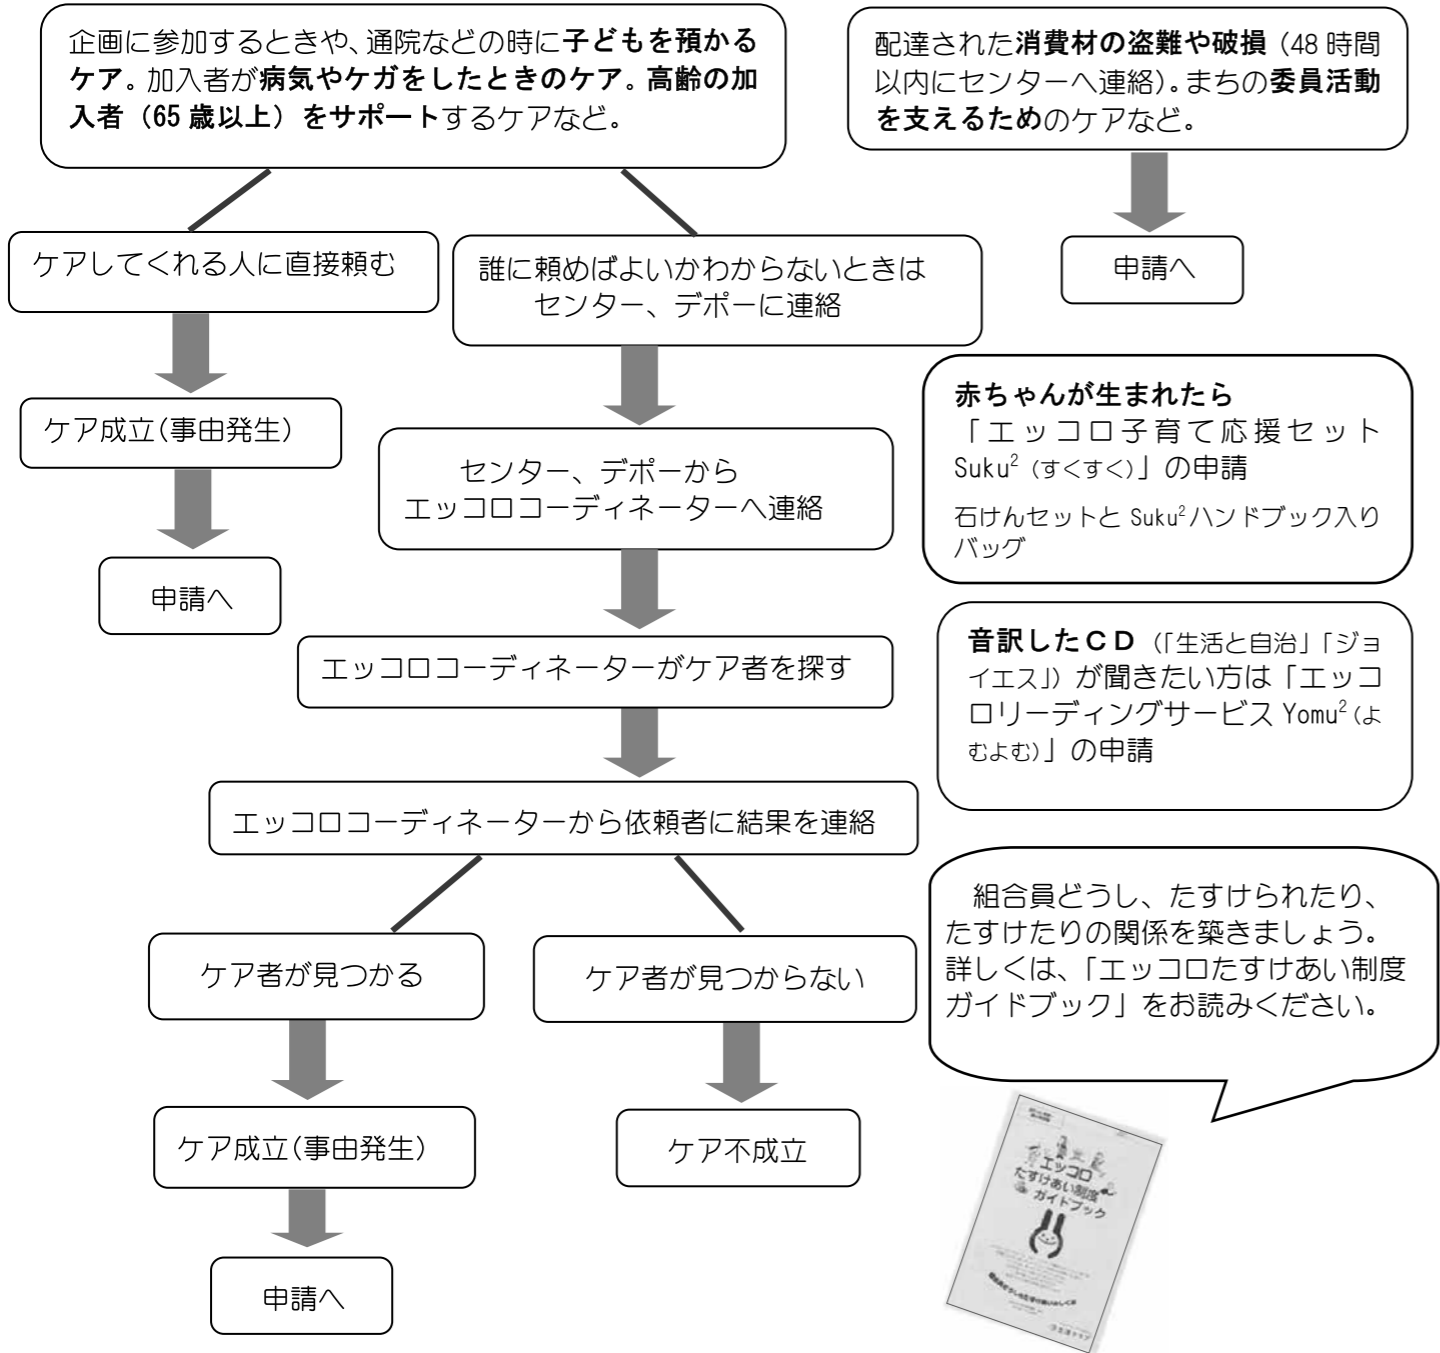 企画に参加するときや、通院などの時に子どもを預かる
ケア。加入者が病気やケガをしたときのケア。高齢の加
入者（65 歳以上）をサポートするケアなど。
配達された消費材の盗難や破損（48 時間
以内にセンターへ連絡）。まちの委員活動
を支えるためのケアなど。
ケアしてくれる人に直接頼む
誰に頼めばよいかわからないときは
センター、デポーに連絡
申請へ
ケア成立（事由発生）
センター、デポーから
エッコロコーディネーターへ連絡
赤ちゃんが生まれたら
「エッコロ子育て応援セット
Suku²（すくすく）」の申請
石けんセットと Suku²ハンドブック入り
バッグ
申請へ
エッコロコーディネーターがケア者を探す
音訳したＣＤ（「生活と自治」「ジョ
イエス」）が聞きたい方は「エッコ
ロリーディングサービス Yomu²（よ
むよむ）」の申請
エッコロコーディネーターから依頼者に結果を連絡
組合員どうし、たすけられたり、
たすけたりの関係を築きましょう。
詳しくは、「エッコロたすけあい制度
ガイドブック」をお読みください。
ケア者が見つかる
ケア者が見つからない
ケア成立（事由発生）
ケア不成立
申請へ
エッコロ
たすけあい制度
ガイドブック